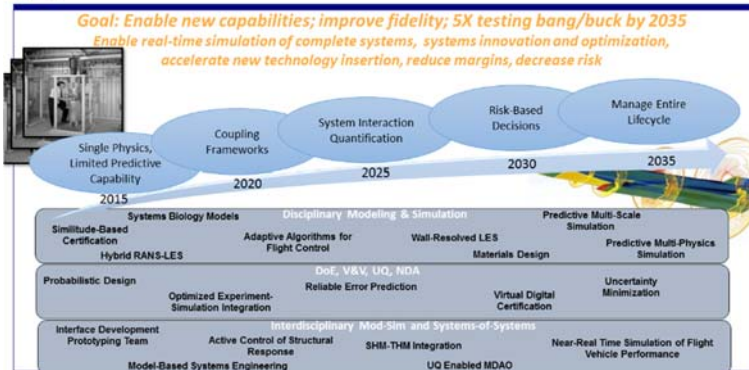 Goal: Enable new capabilities; improve fidelity; 5X testing bang/buck by 2035
Enable real-time simulation of complete systems, systems innovation and optimization,
accelerate new technology insertion, reduce margins, decrease risk
Single Physics,
Limited Predictive
Capability
2015
Coupling
Frameworks
2020
System Interaction
Quantification
2025
Risk-Based
Decisions
2030
Manage Entire
Lifecycle
2035
Disciplinary Modeling & Simulation
Systems Biology Models
Similitude-Based
Certification
Hybrid RANS-LES
Adaptive Algorithms for
Flight Control
Wall-Resolved LES
Materials Design
Predictive Multi-Scale
Simulation
Predictive Multi-Physics
Simulation
DoE, V&V, UQ, NDA
Probabilistic Design
Optimized Experiment-
Simulation Integration
Reliable Error Prediction
Virtual Digital
Certification
Uncertainty
Minimization
Interdisciplinary Mod-Sim and Systems-of-Systems
Interface Development
Prototyping Team
Model-Based Systems Engineering
Active Control of Structural
Response
SHM-THM Integration
UQ Enabled MDAO
Near-Real Time Simulation of Flight
Vehicle Performance